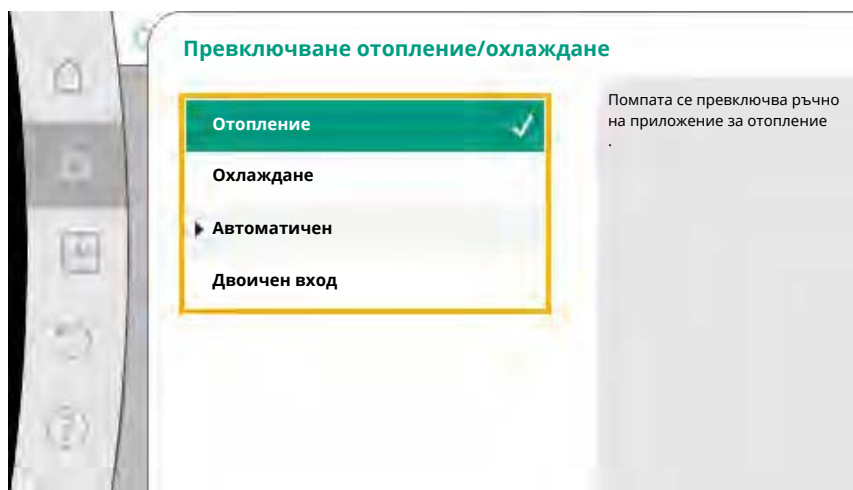 Превключване отопление/охлаждане
Отопление
Охлаждане
Автоматичен
Двоичен вход
Помпата се превключва ръчно
на приложение за отопление
.